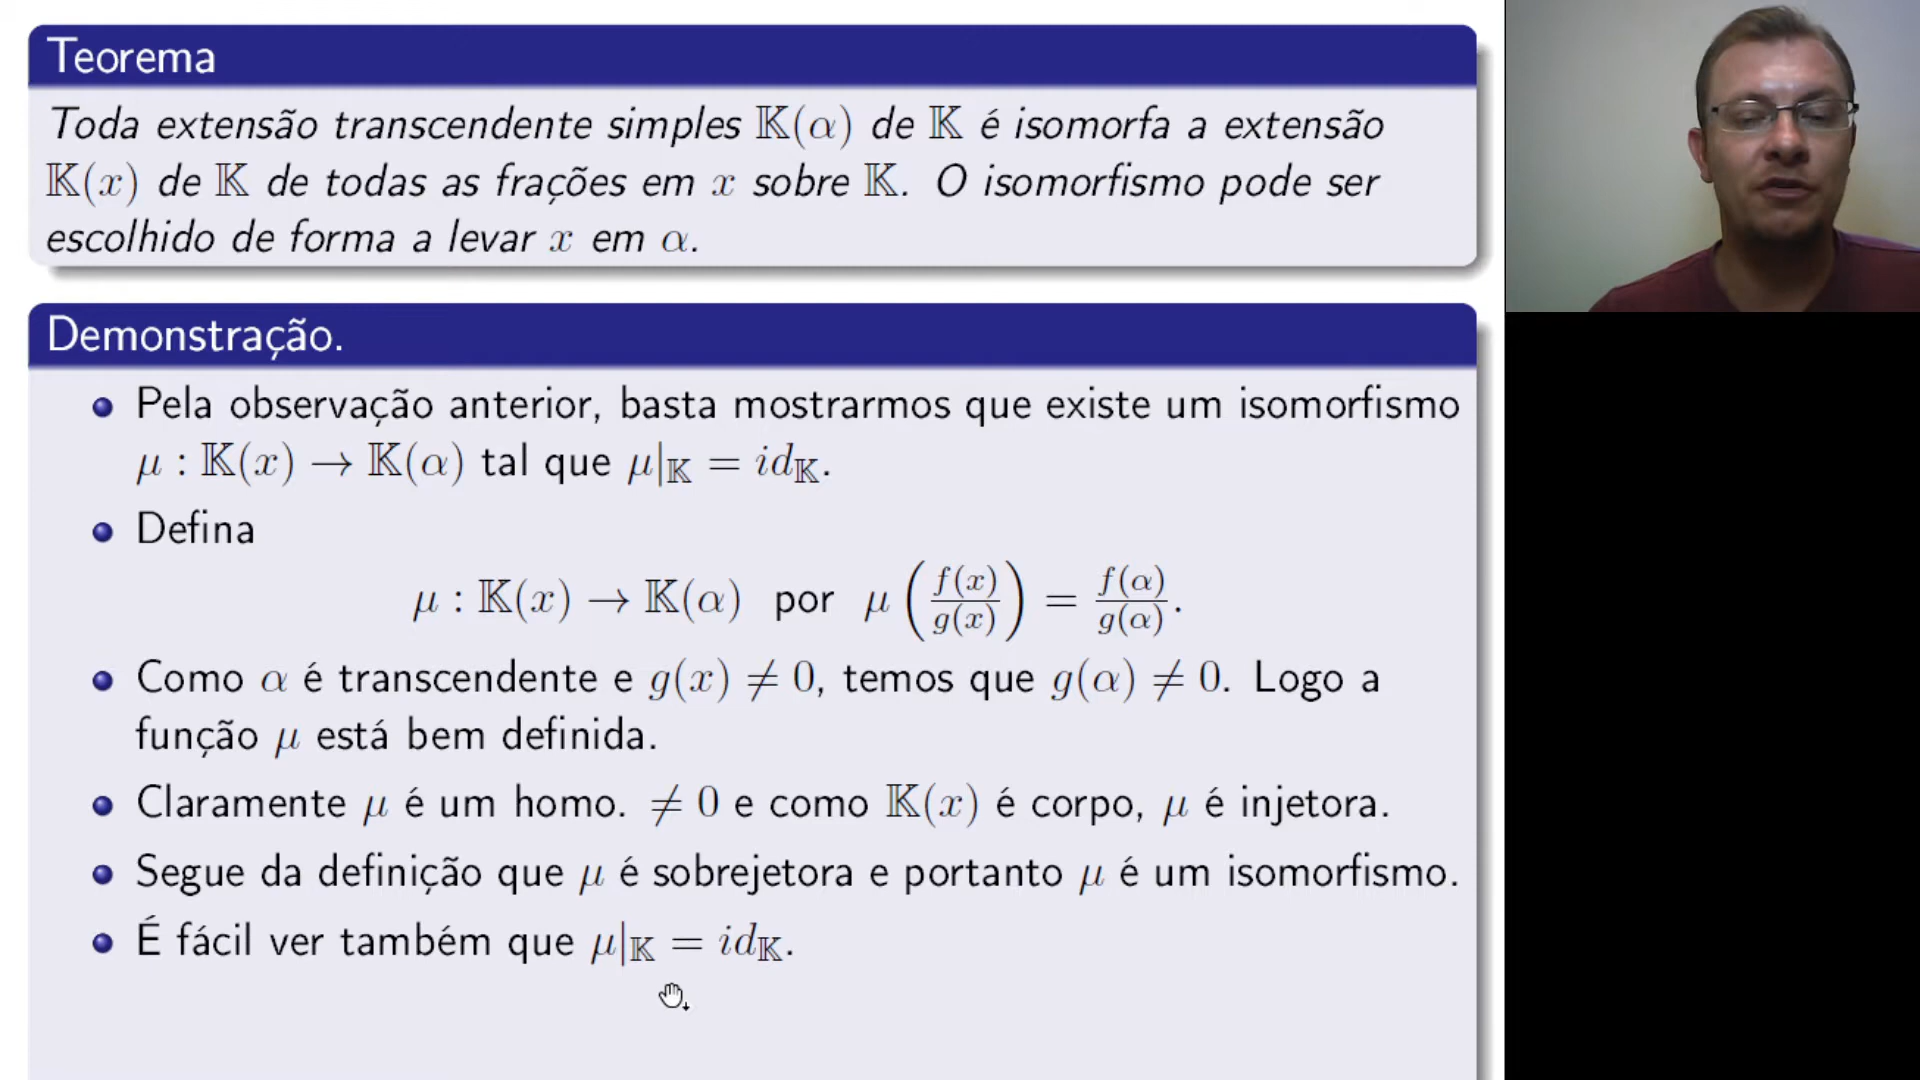 Teorema
Toda extensão transcendente simples 𝕂(α) de 𝕂 é isomorfa a extensão
𝕂(x) de 𝕂 de todas as frações em x sobre 𝕂. O isomorfismo pode ser
escolhido de forma a levar x em α.
Demonstração.
Pela observação anterior, basta mostrarmos que existe um isomorfismo
μ : 𝕂(x) → 𝕂(α) tal que μ|𝕂 = id𝕂.
Defina
μ : 𝕂(x) → 𝕂(α) por μ(f(x)/g(x)) = f(α)/g(α).
Como α é transcendente e g(x) ≠ 0, temos que g(α) ≠ 0. Logo a
função μ está bem definida.
Claramente μ é um homo. ≠ 0 e como 𝕂(x) é corpo, μ é injetora.
Segue da definição que μ é sobrejetora e portanto μ é um isomorfismo.
É fácil ver também que μ|𝕂 = id𝕂.